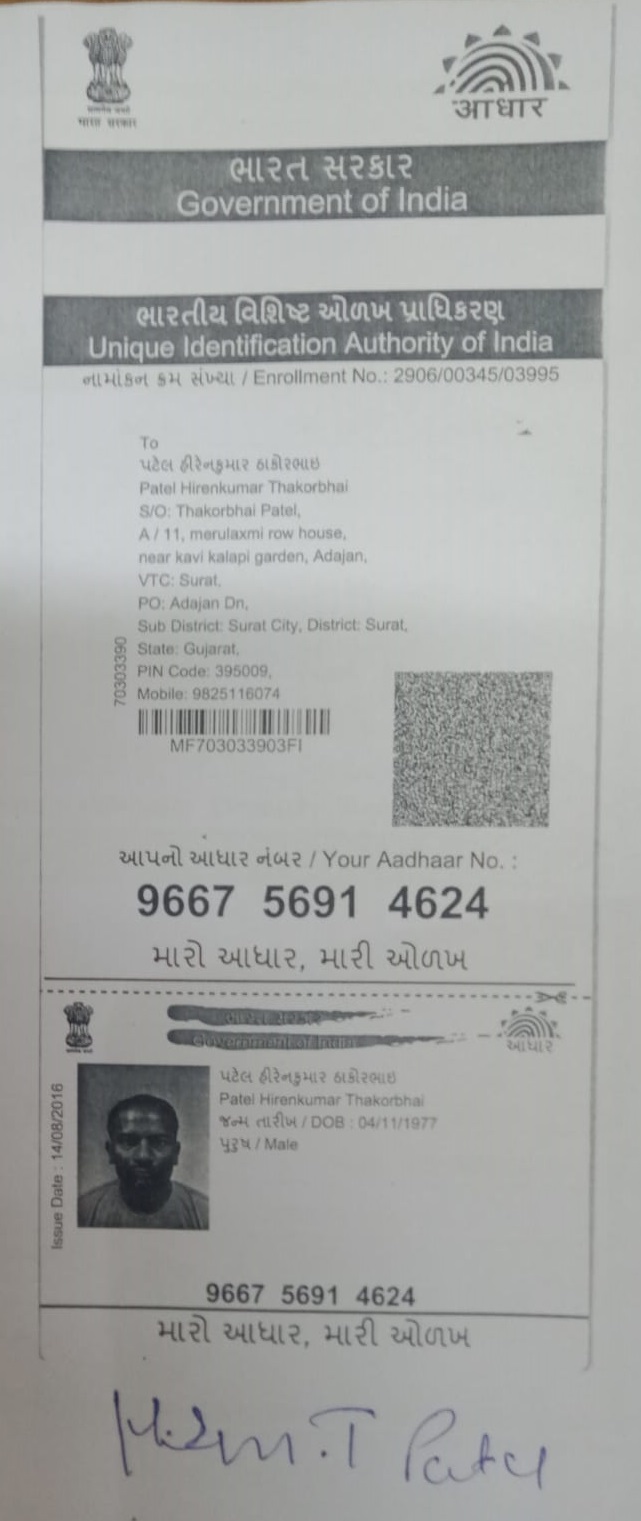 भारत सरकार
आधार
ભારત સરકાર
Government of India
ભારતીય વિશિષ્ટ ઓળખ પ્રાધિકરણ
Unique Identification Authority of India
નામાંકન ક્રમ સંખ્યા / Enrollment No.: 2906/00345/03995
To
પટેલ હીરેનકુમાર ઠાકોરભાઇ
Patel Hirenkumar Thakorbhai
S/O: Thakorbhai Patel,
A / 11, merulaxmi row house,
near kavi kalapi garden, Adajan,
VTC: Surat,
PO: Adajan Dn,
Sub District: Surat City, District: Surat,
State: Gujarat,
PIN Code: 395009,
Mobile: 9825116074
70303390
MF703033903FI
આપનો આધાર નંબર / Your Aadhaar No. :
9667 5691 4624
મારો આધાર, મારી ઓળખ
ભારત સરકાર
Government of India
આધાર
પટેલ હીરેનકુમાર ઠાકોરભાઇ
Patel Hirenkumar Thakorbhai
જન્મ તારીખ / DOB : 04/11/1977
પુરુષ / Male
Issue Date : 14/08/2016
9667 5691 4624
મારો આધાર, મારી ઓળખ
T Patel